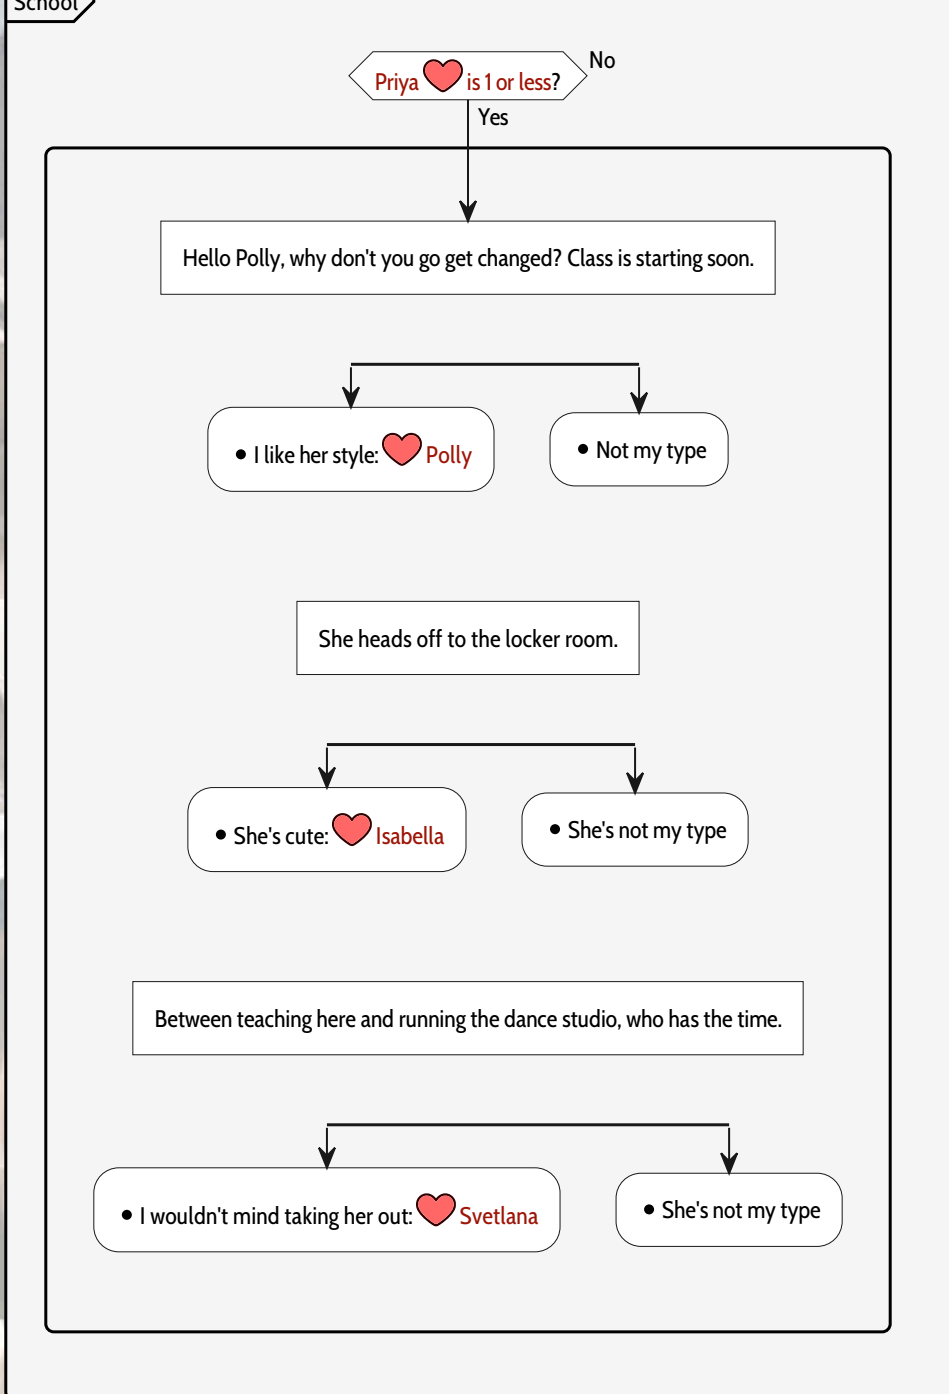 School
Priya is 1 or less?
No
Yes
Hello Polly, why don't you go get changed? Class is starting soon.
• I like her style: Polly
• Not my type
She heads off to the locker room.
• She's cute: Isabella
• She's not my type
Between teaching here and running the dance studio, who has the time.
• I wouldn't mind taking her out: Svetlana
• She's not my type